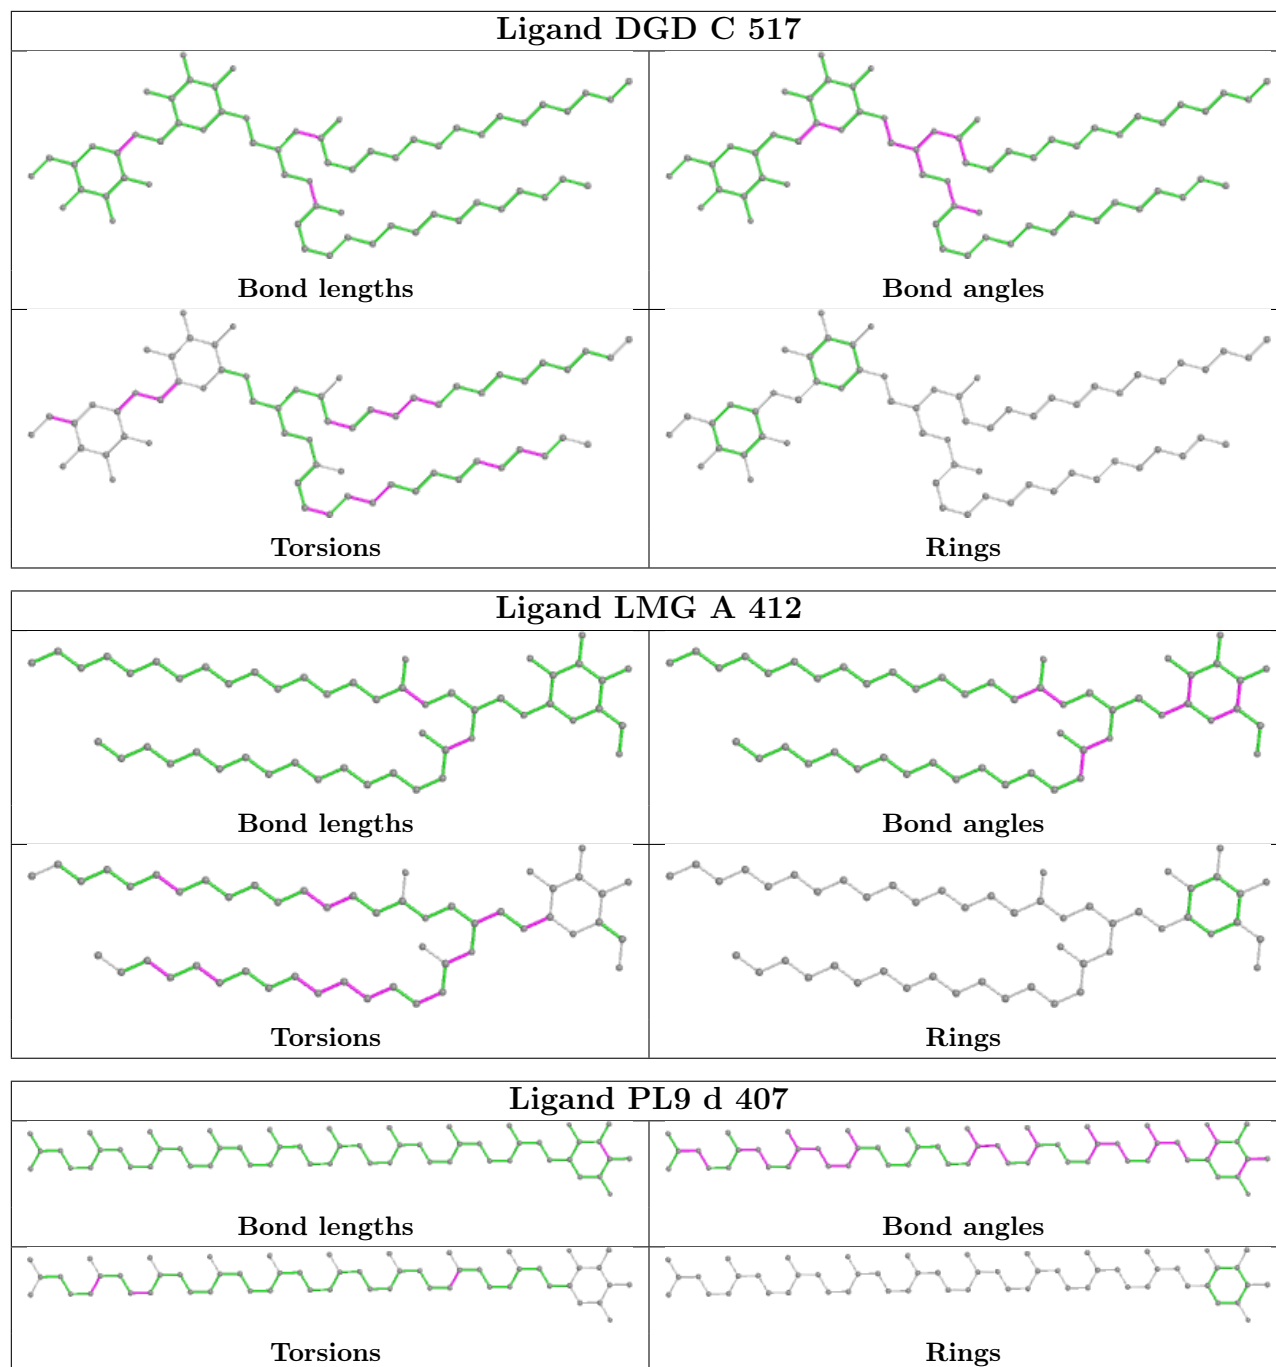 Ligand DGD C 517
Bond lengths
Bond angles
Torsions
Rings
Ligand LMG A 412
Bond lengths
Bond angles
Torsions
Rings
Ligand PL9 d 407
Bond lengths
Bond angles
Torsions
Rings